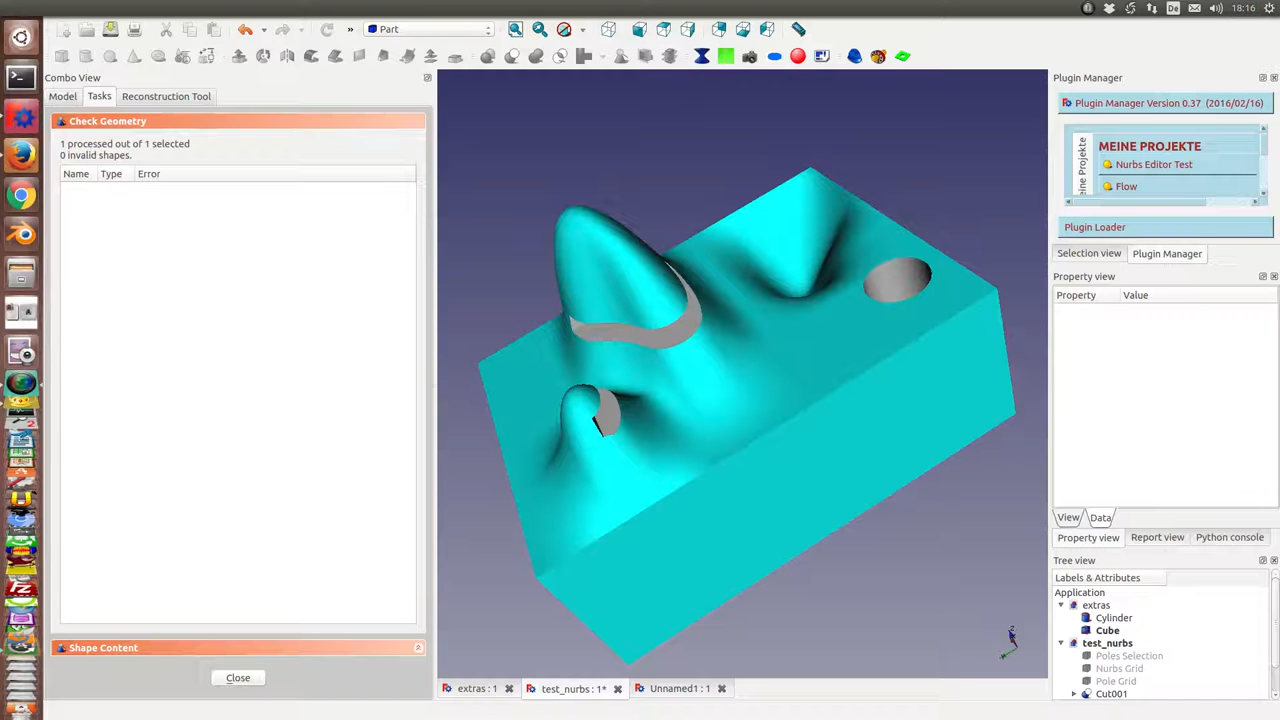 De
18:16
Part
Combo View
Model
Tasks
Reconstruction Tool
Check Geometry
1 processed out of 1 selected
0 invalid shapes.
Name
Type
Error
Shape Content
Close
extras : 1
test_nurbs : 1*
Unnamed1 : 1
Plugin Manager
Plugin Manager Version 0.37 (2016/02/16)
eine Projekte
MEINE PROJEKTE
Nurbs Editor Test
Flow
Plugin Loader
Selection view
Plugin Manager
Property view
Property
Value
View
Data
Property view
Report view
Python console
Tree view
Labels & Attributes
Application
extras
Cylinder
Cube
test_nurbs
Poles Selection
Nurbs Grid
Pole Grid
Cut001